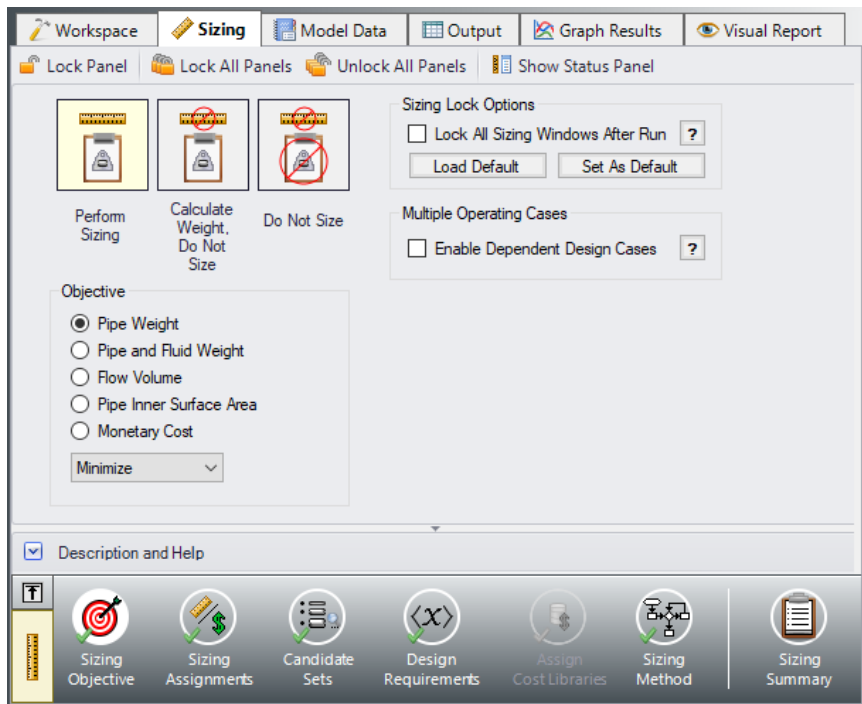 Workspace
Sizing
Model Data
Output
Graph Results
Visual Report
Lock Panel
Lock All Panels
Unlock All Panels
Show Status Panel
Perform
Sizing
Calculate
Weight,
Do Not
Size
Do Not Size
Sizing Lock Options
Lock All Sizing Windows After Run
?
Load Default
Set As Default
Multiple Operating Cases
Enable Dependent Design Cases
?
Objective
Pipe Weight
Pipe and Fluid Weight
Flow Volume
Pipe Inner Surface Area
Monetary Cost
Minimize
Description and Help
Sizing
Objective
Sizing
Assignments
Candidate
Sets
⟨x⟩
Design
Requirements
Assign
Cost Libraries
Sizing
Method
Sizing
Summary